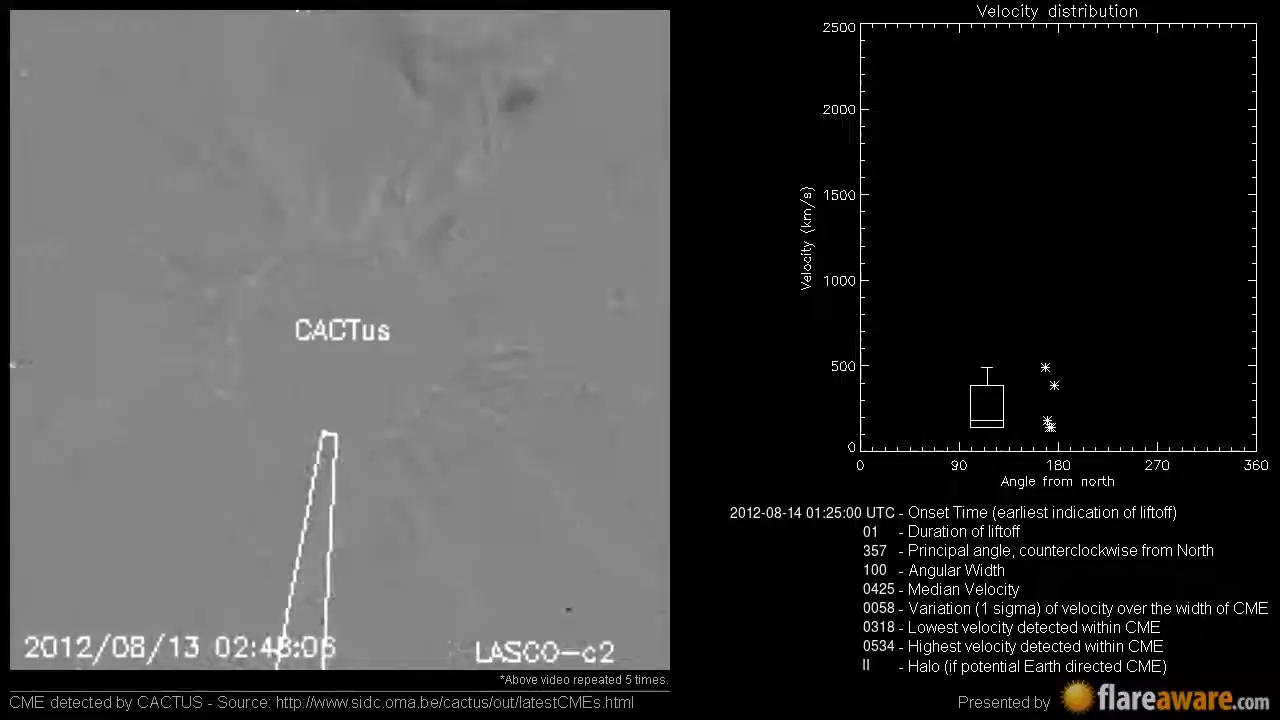 Velocity distribution
2500
2000
1500
1000
500
0
Velocity (km/s)
0 90 180 270 360
Angle from north
CACTus
2012/08/13 02:48:06
LASCO-c2
*Above video repeated 5 times.
2012-08-14 01:25:00 UTC - Onset Time (earliest indication of liftoff)
01 - Duration of liftoff
357 - Principal angle, counterclockwise from North
100 - Angular Width
0425 - Median Velocity
0058 - Variation (1 sigma) of velocity over the width of CME
0318 - Lowest velocity detected within CME
0534 - Highest velocity detected within CME
II - Halo (if potential Earth directed CME)
CME detected by CACTUS - Source: http://www.sidc.oma.be/cactus/out/latestCMEs.html
Presented by flareaware.com